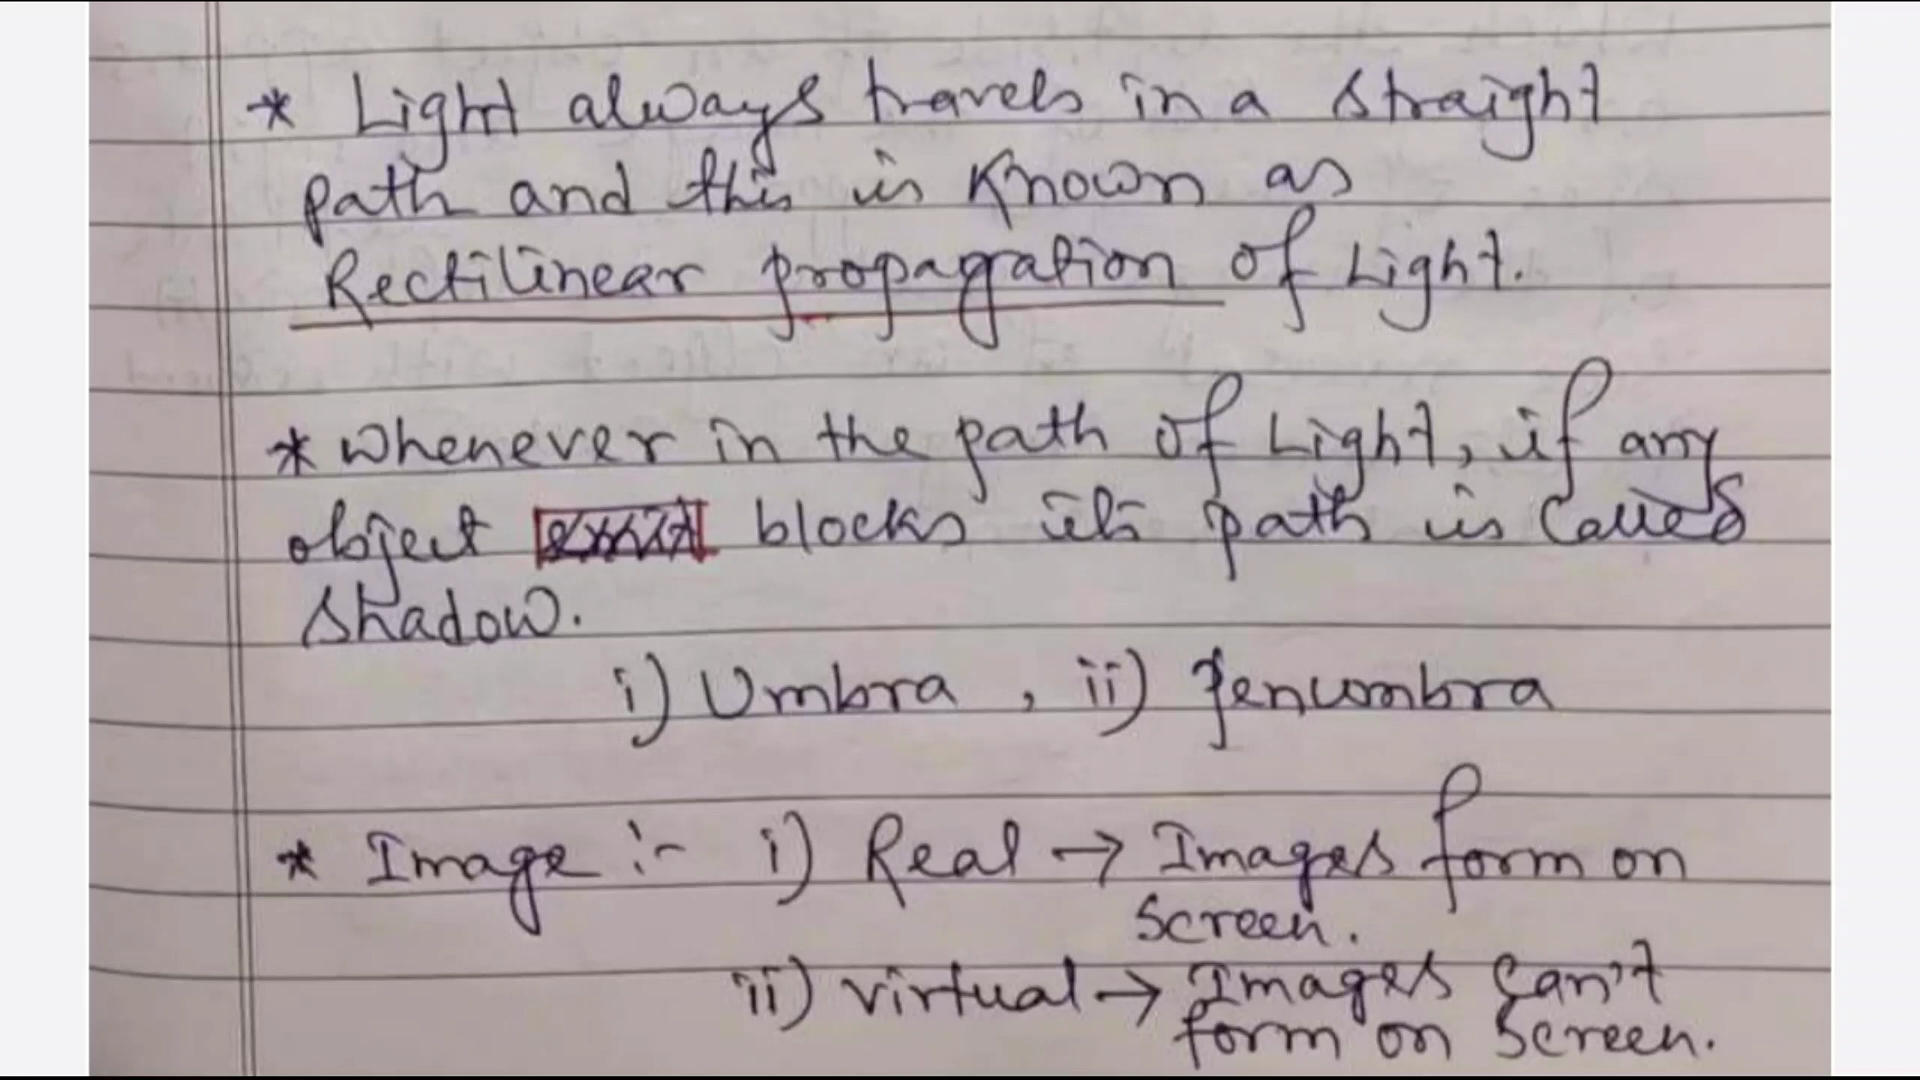 * Light always travels in a straight
path and this is known as
Rectilinear propagation of Light.
* whenever in the path of Light, if any
object blocks its path is called
shadow.
i) Umbra , ii) Penumbra
* Image :- i) Real → Images form on
screen.
ii) virtual → Images can't
form on screen.